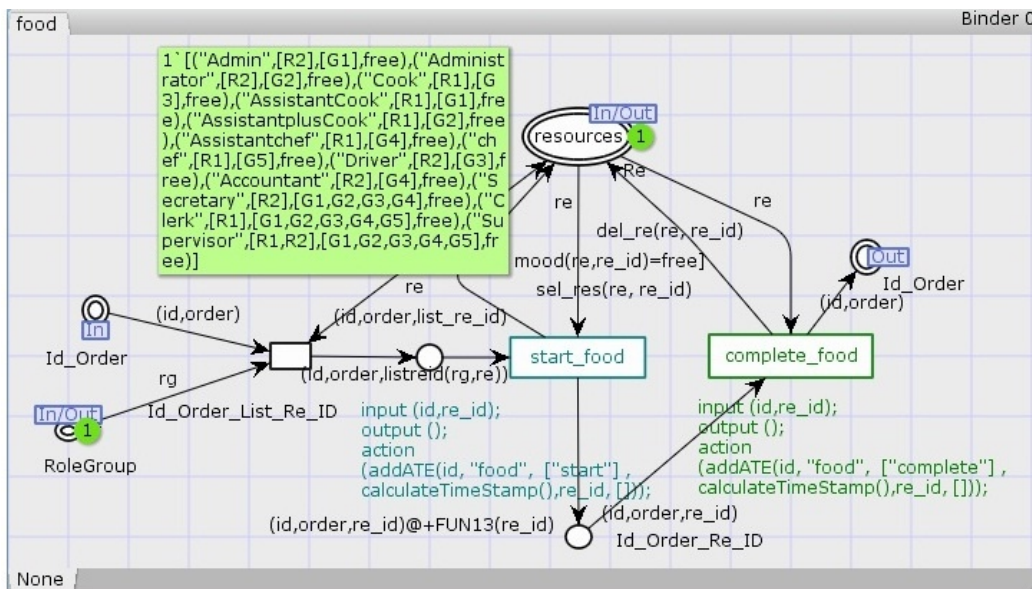 food
Binder 0
1`[("Admin",[R2],[G1],free),("Administ
rator",[R2],[G2],free),("Cook",[R1],[G
3],free),("AssistantCook",[R1],[G1],fre
e),("AssistantplusCook",[R1],[G2],free
),("Assistantchef",[R1],[G4],free),("ch
ef",[R1],[G5],free),("Driver",[R2],[G3],f
ree),("Accountant",[R2],[G4],free),("S
ecretary",[R2],[G1,G2,G3,G4],free),("C
lerk",[R1],[G1,G2,G3,G4,G5],free),("Su
pervisor",[R1,R2],[G1,G2,G3,G4,G5],fr
ee)]
In/Out
resources
1
Re
re
re
del_re(re, re_id)
mood(re,re_id)=free]
sel_res(re, re_id)
Out
Id_Order
(id,order)
re
(id,order)
In
Id_Order
(id,order,list_re_id)
start_food
complete_food
(id,order,listreid(rg,re))
rg
Id_Order_List_Re_ID
In/Out
1
RoleGroup
input (id,re_id);
output ();
action
(addATE(id, "food", ["start"] ,
calculateTimeStamp(),re_id, []));
input (id,re_id);
output ();
action
(addATE(id, "food", ["complete"] ,
calculateTimeStamp(),re_id, []));
(id,order,re_id)
(id,order,re_id)@+FUN13(re_id)
Id_Order_Re_ID
None